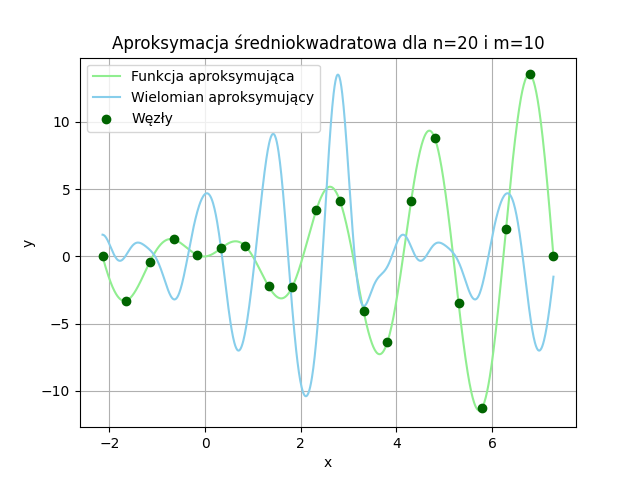 Aproksymacja średniokwadratowa dla n=20 i m=10
Funkcja aproksymująca
Wielomian aproksymujący
Węzły
10
5
0
−5
−10
y
−2
0
2
4
6
x